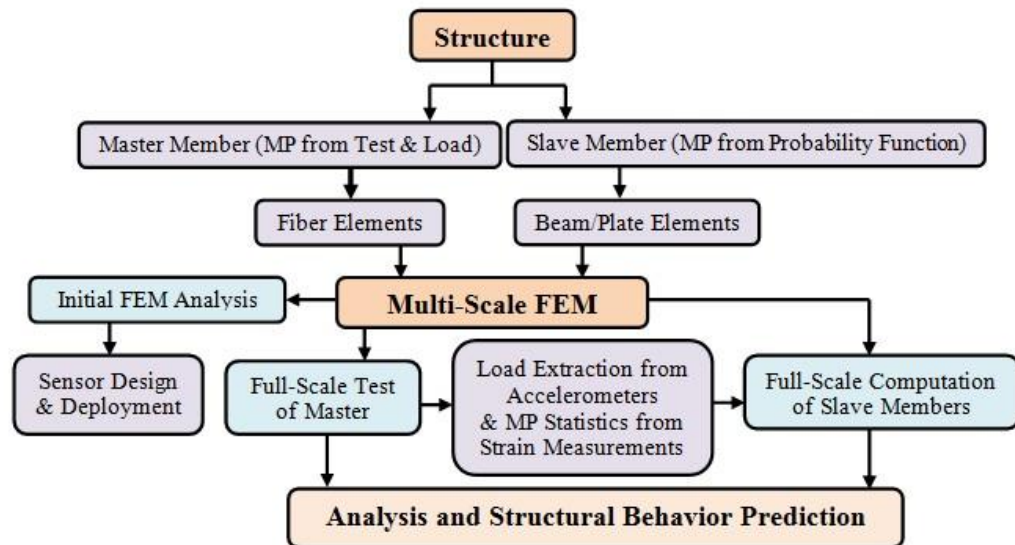 Structure
Master Member (MP from Test & Load)
Slave Member (MP from Probability Function)
Fiber Elements
Beam/Plate Elements
Initial FEM Analysis
Multi-Scale FEM
Sensor Design
& Deployment
Full-Scale Test
of Master
Load Extraction from
Accelerometers
& MP Statistics from
Strain Measurements
Full-Scale Computation
of Slave Members
Analysis and Structural Behavior Prediction